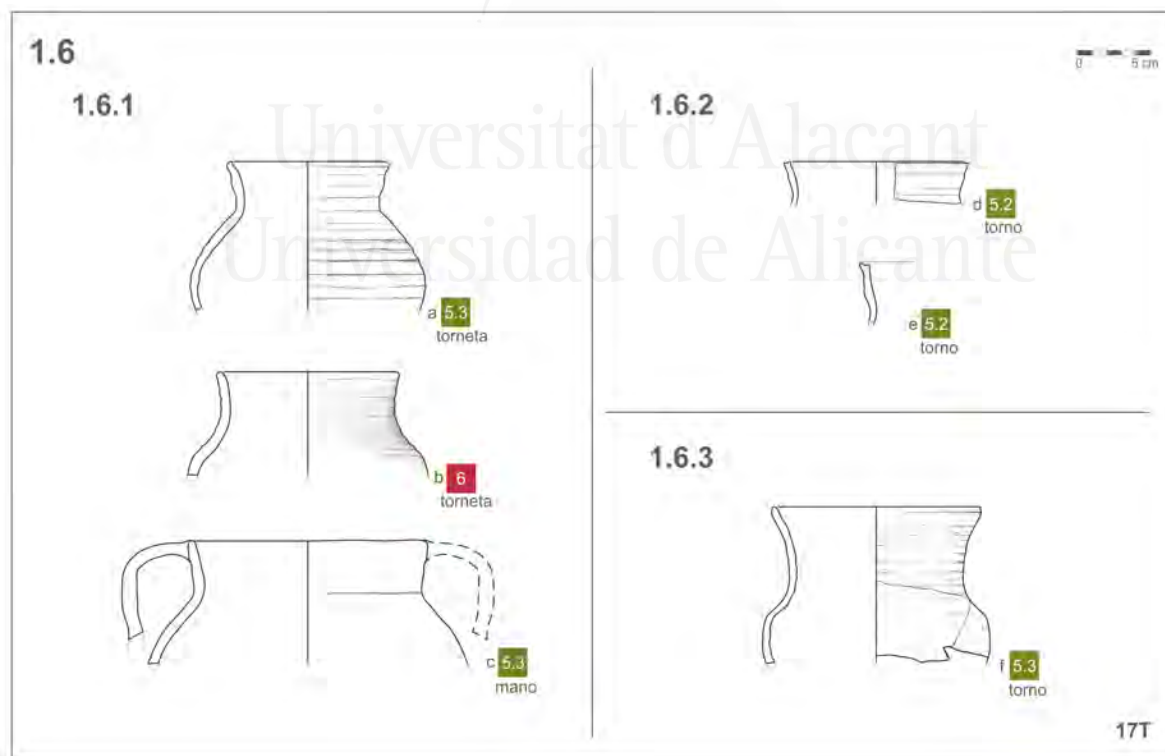 1.6
0 5 cm
1.6.1
Universitat d'Alacant
Universidad de Alicante
a 5.3
torneta
b 6
torneta
c 5.3
mano
1.6.2
d 5.2
torno
e 5.2
torno
1.6.3
f 5.3
torno
17T